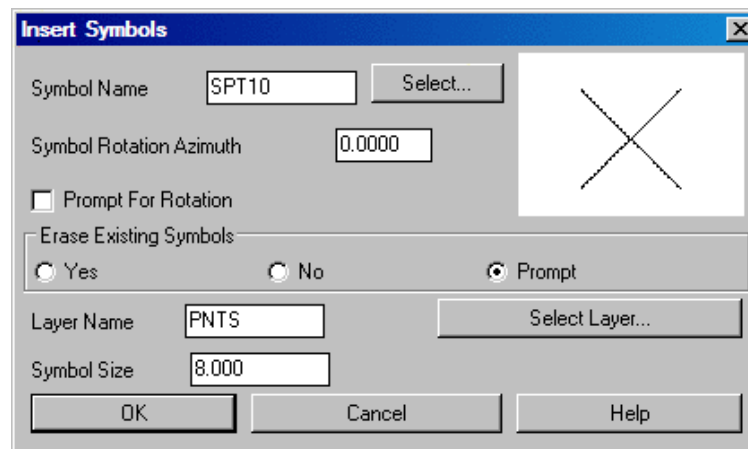 Insert Symbols
Symbol Name SPT10 Select...
Symbol Rotation Azimuth 0.0000
Prompt For Rotation
Erase Existing Symbols
Yes No Prompt
Layer Name PNTS Select Layer...
Symbol Size 8.000
OK Cancel Help